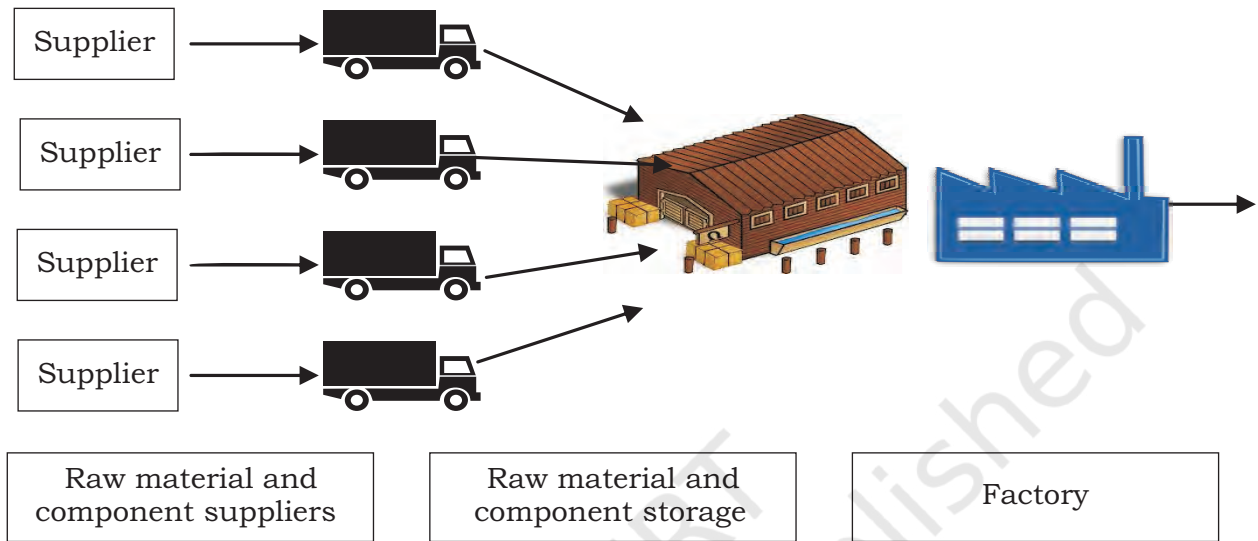 Supplier
Supplier
Supplier
Supplier
Raw material and
component suppliers
Raw material and
component storage
Factory